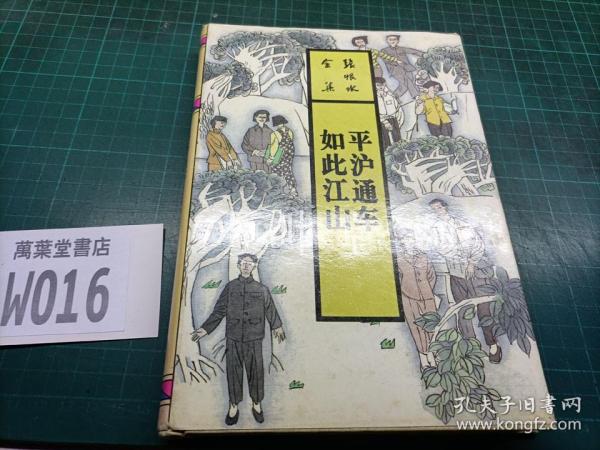 張恨水
全集
平沪通车
如此江山
萬葉堂書店
W016
孔夫子旧书网
www.kongfz.com